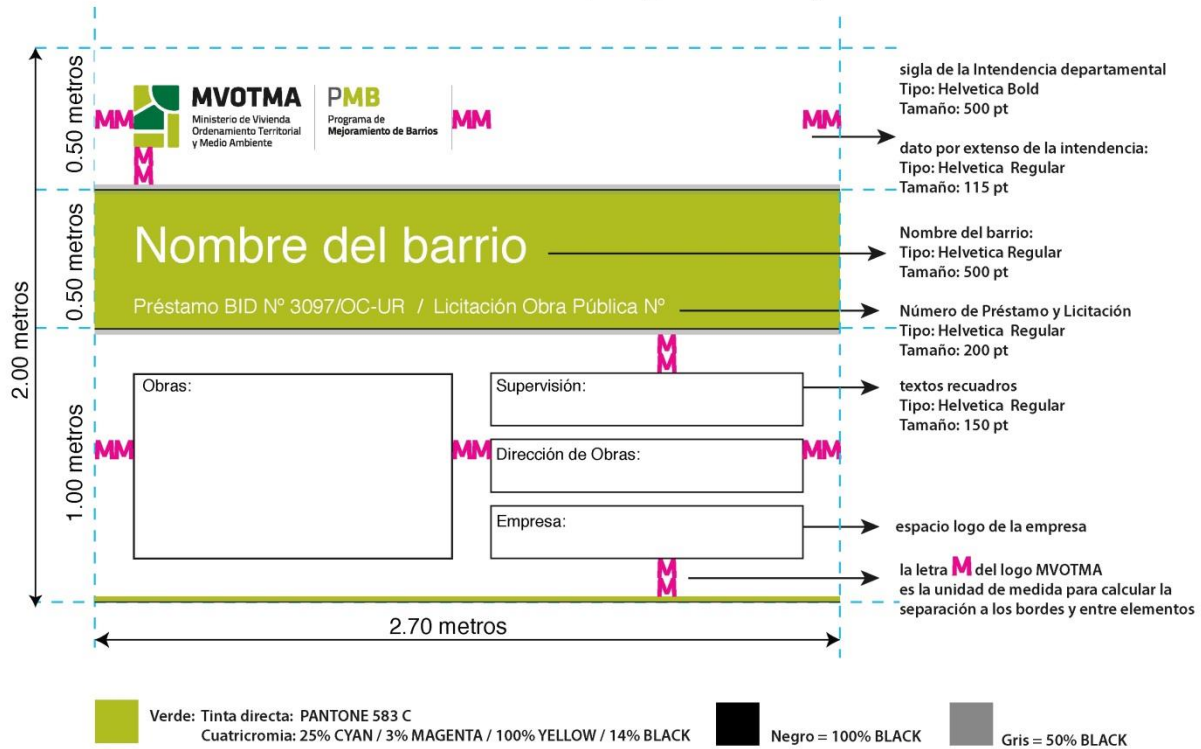 0.50 metros
0.50 metros
1.00 metros
2.00 metros
2.70 metros
MM
MVOTMA
Ministerio de Vivienda
Ordenamiento Territorial
y Medio Ambiente
PMB
Programa de
Mejoramiento de Barrios
MM
MM
M
M
Nombre del barrio
Préstamo BID Nº 3097/OC-UR / Licitación Obra Pública Nº
M
M
Obras:
Supervisión:
MM
MM
Dirección de Obras:
MM
Empresa:
M
M
sigla de la Intendencia departamental
Tipo: Helvetica Bold
Tamaño: 500 pt
dato por extenso de la intendencia:
Tipo: Helvetica Regular
Tamaño: 115 pt
Nombre del barrio:
Tipo: Helvetica Regular
Tamaño: 500 pt
Número de Préstamo y Licitación
Tipo: Helvetica Regular
Tamaño: 200 pt
textos recuadros
Tipo: Helvetica Regular
Tamaño: 150 pt
espacio logo de la empresa
la letra M del logo MVOTMA
es la unidad de medida para calcular la
separación a los bordes y entre elementos
Verde: Tinta directa: PANTONE 583 C
Cuatricromia: 25% CYAN / 3% MAGENTA / 100% YELLOW / 14% BLACK
Negro = 100% BLACK
Gris = 50% BLACK